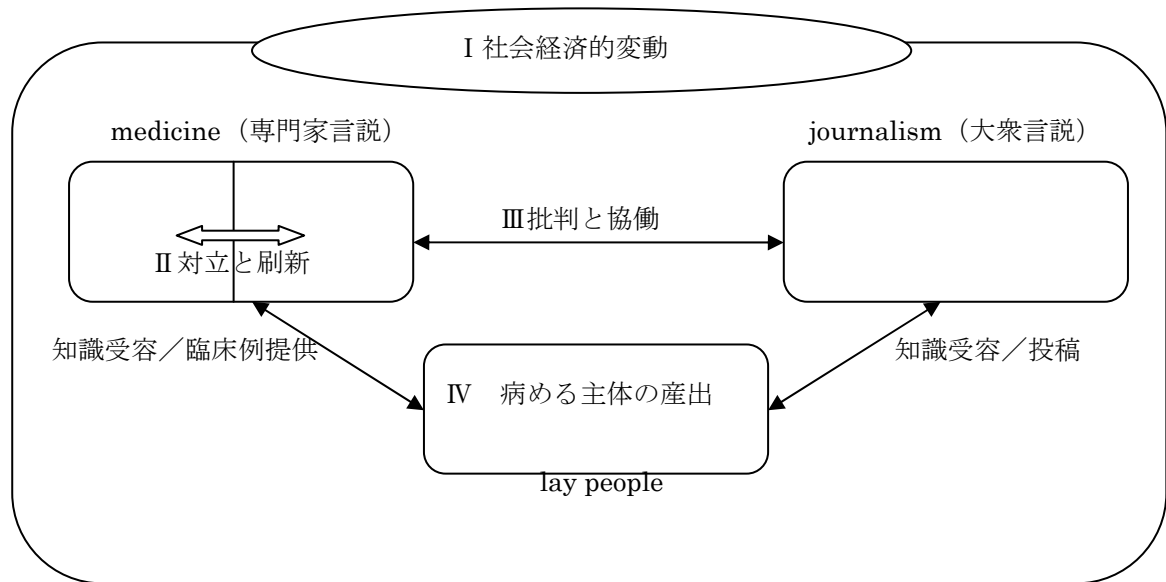 Ⅰ社会経済的変動
medicine（専門家言説）
journalism（大衆言説）
Ⅲ批判と協働
Ⅱ対立と刷新
知識受容／臨床例提供
知識受容／投稿
Ⅳ　病める主体の産出
lay people